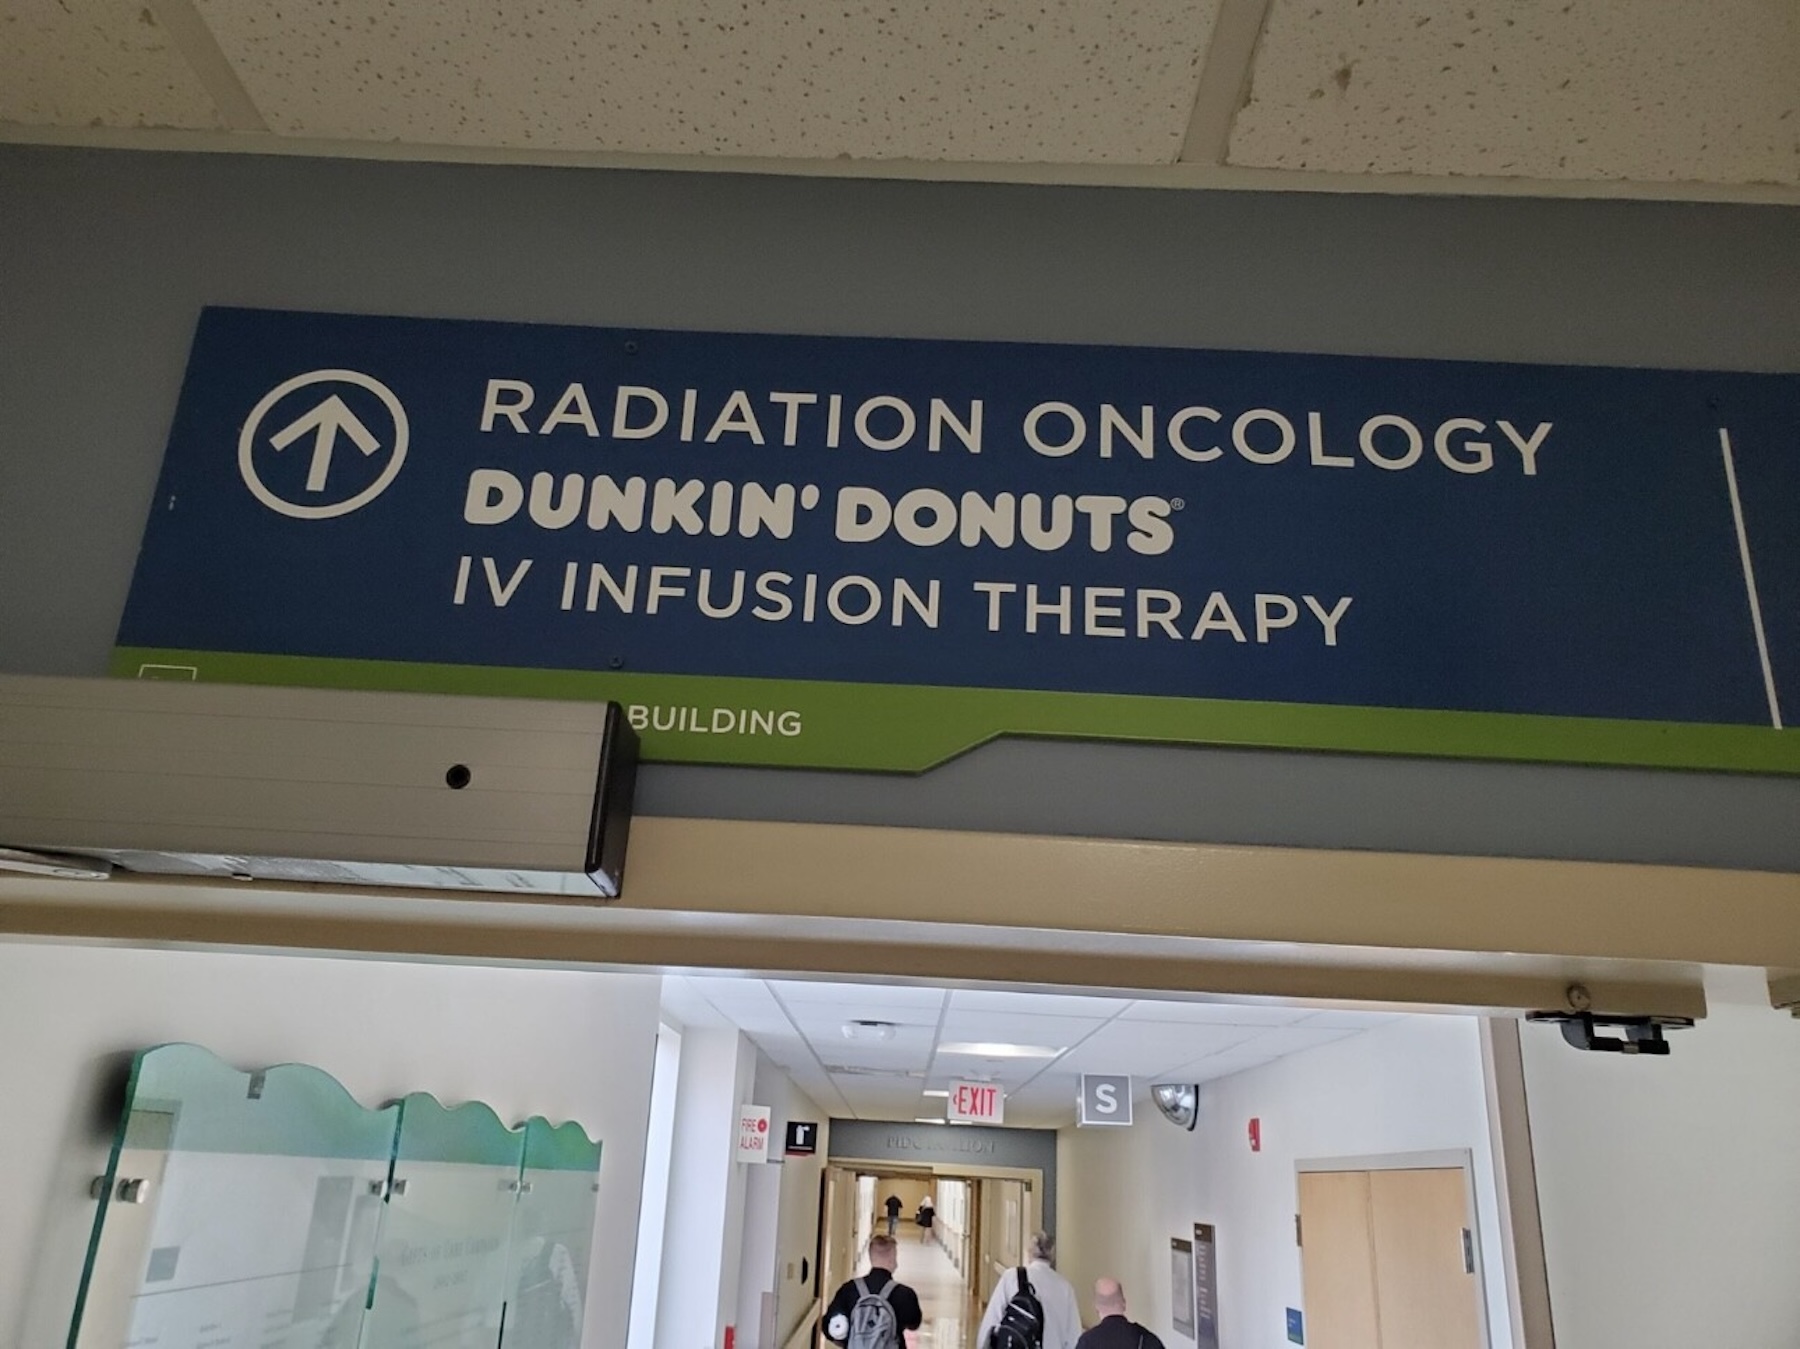 RADIATION ONCOLOGY
DUNKIN' DONUTS®
IV INFUSION THERAPY
BUILDING
EXIT
S
FIRE
ALARM